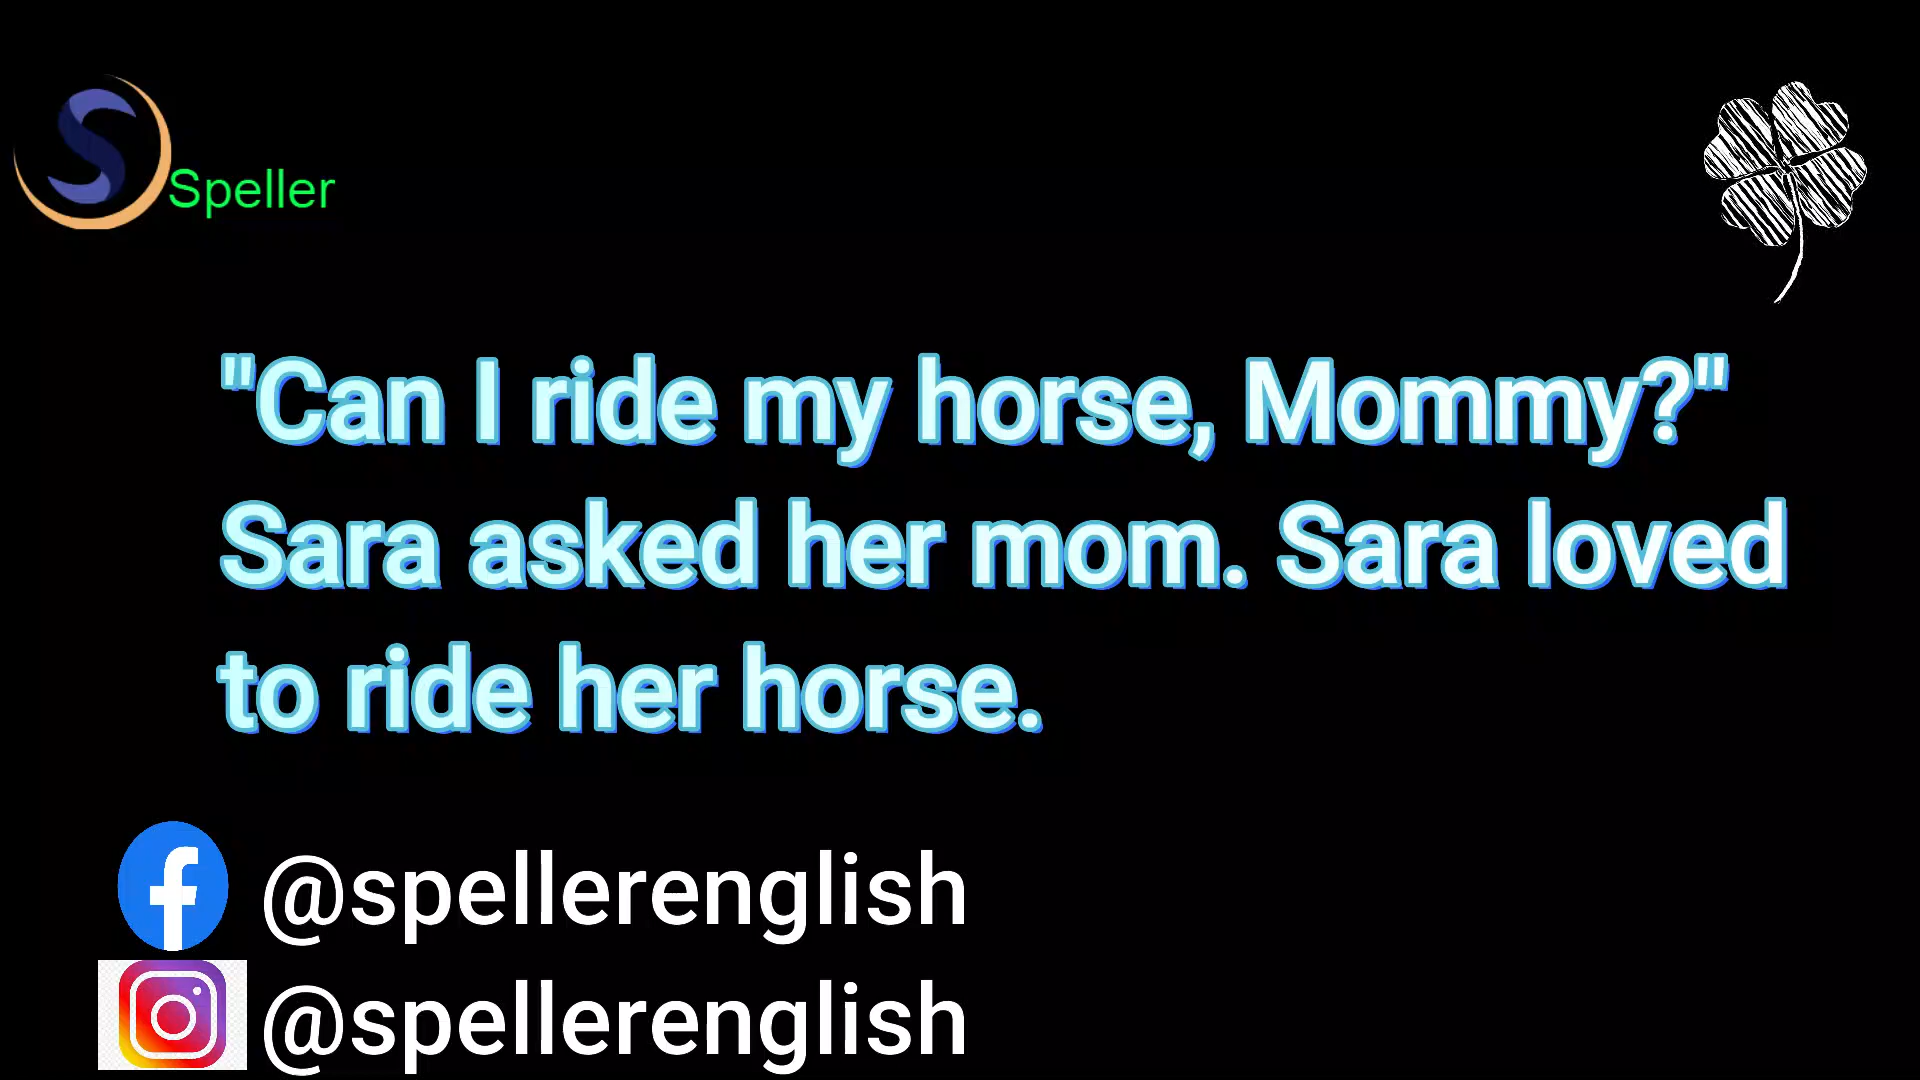 Speller
"Can I ride my horse, Mommy?"
Sara asked her mom. Sara loved
to ride her horse.
@spellerenglish
@spellerenglish